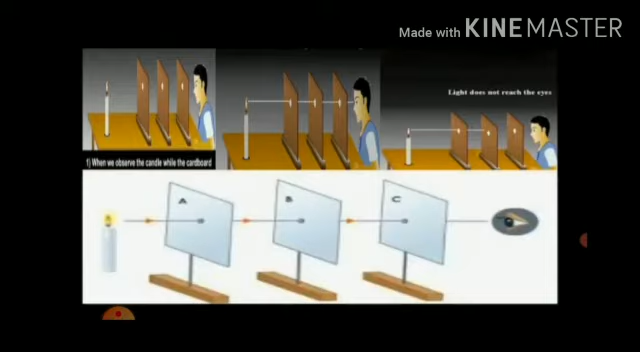 Made with KINEMASTER
Light does not reach the eyes
1) When we observe the candle while the cardboard
A B C